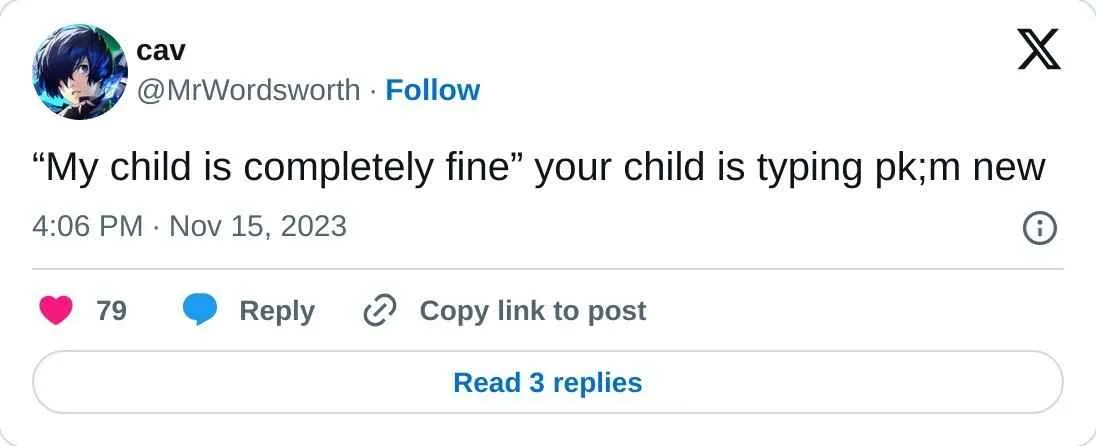 cav
@MrWordsworth · Follow
“My child is completely fine” your child is typing pk;m new
4:06 PM · Nov 15, 2023
79 Reply Copy link to post
Read 3 replies